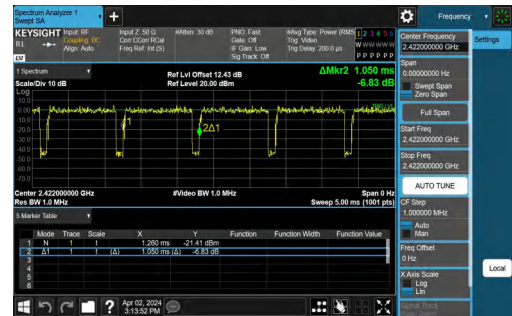 Spectrum Analyzer 1
Swept SA
+
Frequency
KEYSIGHT
Input: RF
Input Z: 50 Ω
#Atten: 30 dB
PNO: Fast
#Avg Type: Power (RMS)
1 2 3 4 5 6
RL
Coupling: DC
Corr CCorr RCal
Gate: Off
Trig: Video
Align: Auto
Freq Ref: Int (S)
IF Gain: Low
Trig Delay: 200.0 µs
W W W W W W
Sig Track: Off
P P P P P P
LW
1 Spectrum
Scale/Div 10 dB
Ref Lvl Offset 12.43 dB
Ref Level 20.00 dBm
ΔMkr2 1.050 ms
-6.83 dB
Log
10.0
0.00
-10.0
-20.0
-30.0
-40.0
-50.0
-60.0
-70.0
1
2Δ1
TRIG LVL
Center 2.422000000 GHz
#Video BW 1.0 MHz
Span 0 Hz
Res BW 1.0 MHz
Sweep 5.00 ms (1001 pts)
5 Marker Table
Mode Trace Scale X Y Function Function Width Function Value
1 N 1 t 1.260 ms -21.41 dBm
2 Δ1 1 t (Δ) 1.050 ms (Δ) -6.83 dB
3
4
5
6
Apr 02, 2024
3:13:52 PM
Center Frequency
2.422000000 GHz
Settings
Span
0.00000000 Hz
Swept Span
Zero Span
Full Span
Start Freq
2.422000000 GHz
Stop Freq
2.422000000 GHz
AUTO TUNE
CF Step
1.000000 MHz
Auto
Man
Freq Offset
0 Hz
X Axis Scale
Log
Lin
Signal Track
Local